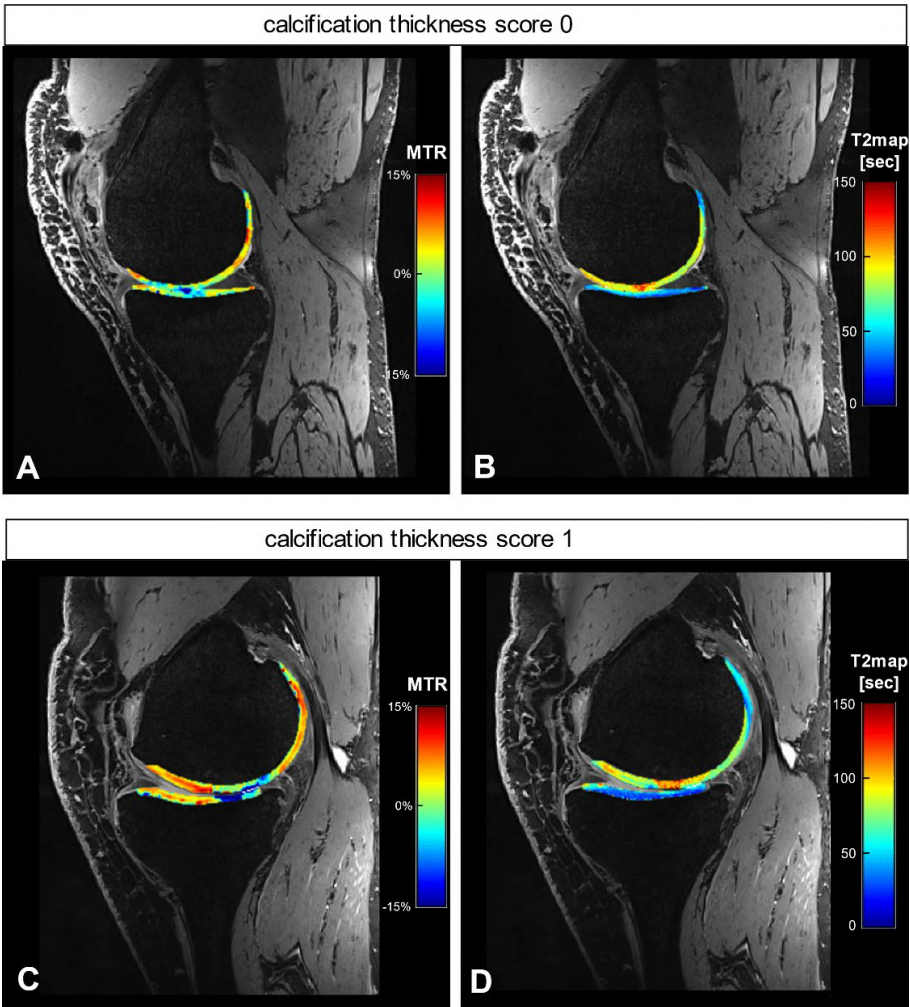 calcification thickness score 0
MTR
15%
0%
15%
A
T2map
[sec]
150
100
50
0
B
calcification thickness score 1
MTR
15%
0%
-15%
C
T2map
[sec]
150
100
50
0
D